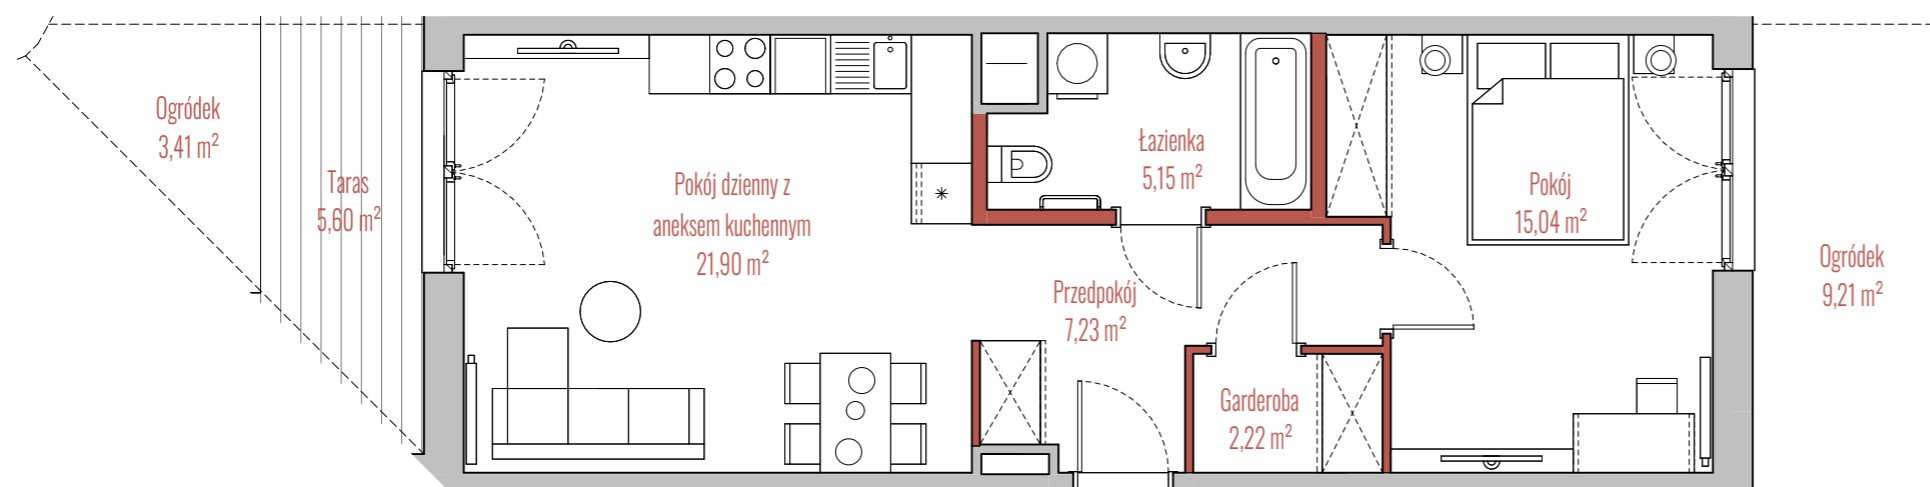 Ogródek
3,41 m²
Taras
5,60 m²
Pokój dzienny z
aneksem kuchennym
21,90 m²
Łazienka
5,15 m²
Przedpokój
7,23 m²
Garderoba
2,22 m²
Pokój
15,04 m²
Ogródek
9,21 m²